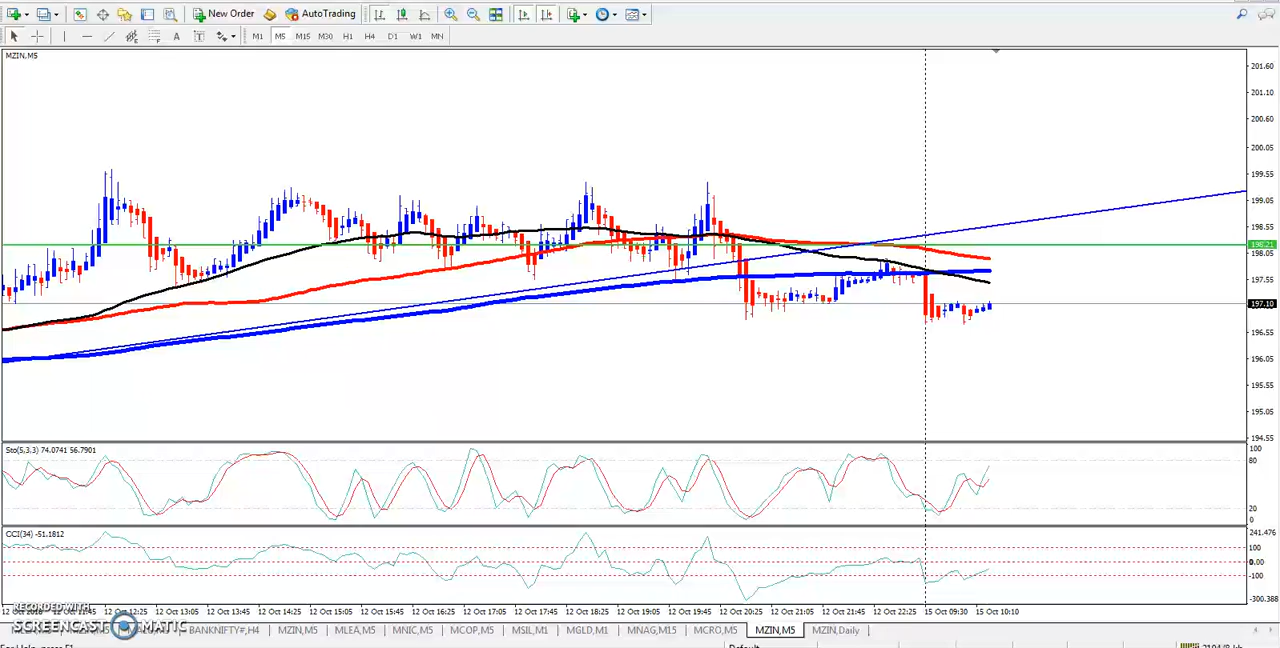 New Order AutoTrading
A T M1 M5 M15 M30 H1 H4 D1 W1 MN
MZIN,M5
201.60
201.10
200.60
200.05
199.55
199.05
198.55
198.21
198.05
197.55
197.10
196.55
196.05
195.55
195.05
194.55
Sto(5,3,3) 74.0741 56.7901
100
80
20
0
CCI(34) -51.1812
241.476
100
0.00
-100
-300.388
12 Oct 2018 12 Oct 11:45 12 Oct 12:25 12 Oct 13:05 12 Oct 13:45 12 Oct 14:25 12 Oct 15:05 12 Oct 15:45 12 Oct 16:25 12 Oct 17:05 12 Oct 17:45 12 Oct 18:25 12 Oct 19:05 12 Oct 19:45 12 Oct 20:25 12 Oct 21:05 12 Oct 21:45 12 Oct 22:25 15 Oct 09:30 15 Oct 10:10
RECORDED WITH
SCREENCAST MATIC
BANKNIFTY#,H4 MZIN,M5 MLEA,M5 MNIC,M5 MCOP,M5 MSIL,M1 MGLD,M1 MNAG,M15 MCRO,M5 MZIN,M5 MZIN,Daily